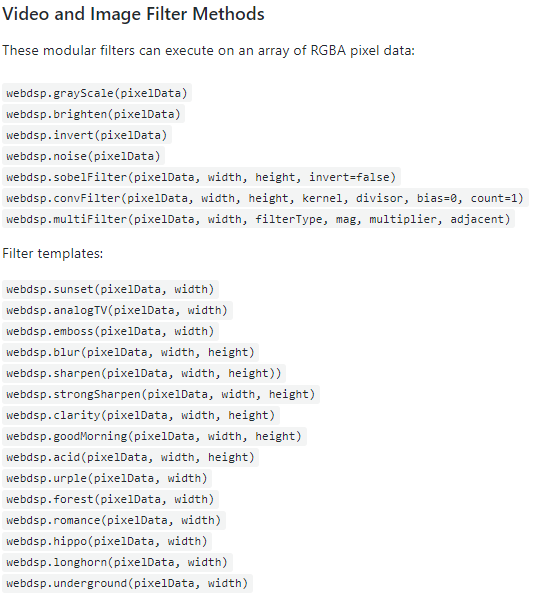 Video and Image Filter Methods
These modular filters can execute on an array of RGBA pixel data:
webdsp.grayScale(pixelData)
webdsp.brighten(pixelData)
webdsp.invert(pixelData)
webdsp.noise(pixelData)
webdsp.sobelFilter(pixelData, width, height, invert=false)
webdsp.convFilter(pixelData, width, height, kernel, divisor, bias=0, count=1)
webdsp.multiFilter(pixelData, width, filterType, mag, multiplier, adjacent)
Filter templates:
webdsp.sunset(pixelData, width)
webdsp.analogTV(pixelData, width)
webdsp.emboss(pixelData, width)
webdsp.blur(pixelData, width, height)
webdsp.sharpen(pixelData, width, height))
webdsp.strongSharpen(pixelData, width, height)
webdsp.clarity(pixelData, width, height)
webdsp.goodMorning(pixelData, width, height)
webdsp.acid(pixelData, width, height)
webdsp.urple(pixelData, width)
webdsp.forest(pixelData, width)
webdsp.romance(pixelData, width)
webdsp.hippo(pixelData, width)
webdsp.longhorn(pixelData, width)
webdsp.underground(pixelData, width)